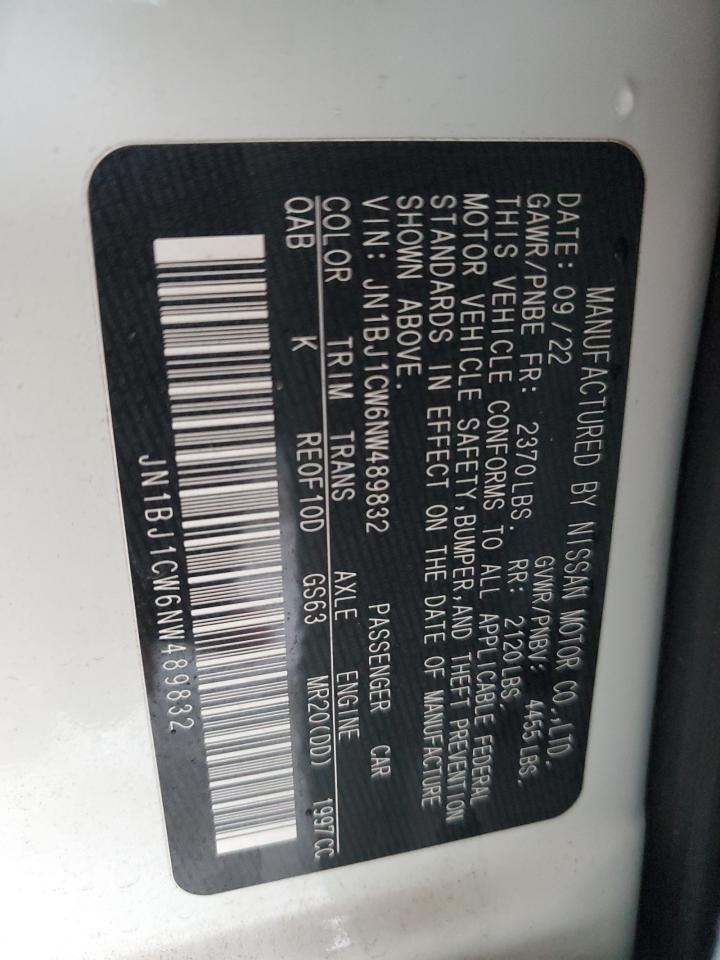 MANUFACTURED BY NISSAN MOTOR CO.,LTD.
DATE: 09/22 GVWR/PNBV: 4455LBS.
GAWR/PNBE FR: 2370LBS. RR: 2120LBS.
THIS VEHICLE CONFORMS TO ALL APPLICABLE FEDERAL
MOTOR VEHICLE SAFETY,BUMPER,AND THEFT PREVENTION
STANDARDS IN EFFECT ON THE DATE OF MANUFACTURE
SHOWN ABOVE.
VIN: JN1BJ1CW6NW489832 PASSENGER CAR
COLOR TRIM TRANS AXLE ENGINE
QAB K RE0F10D GS63 MR20(DD) 1997CC
JN1BJ1CW6NW489832